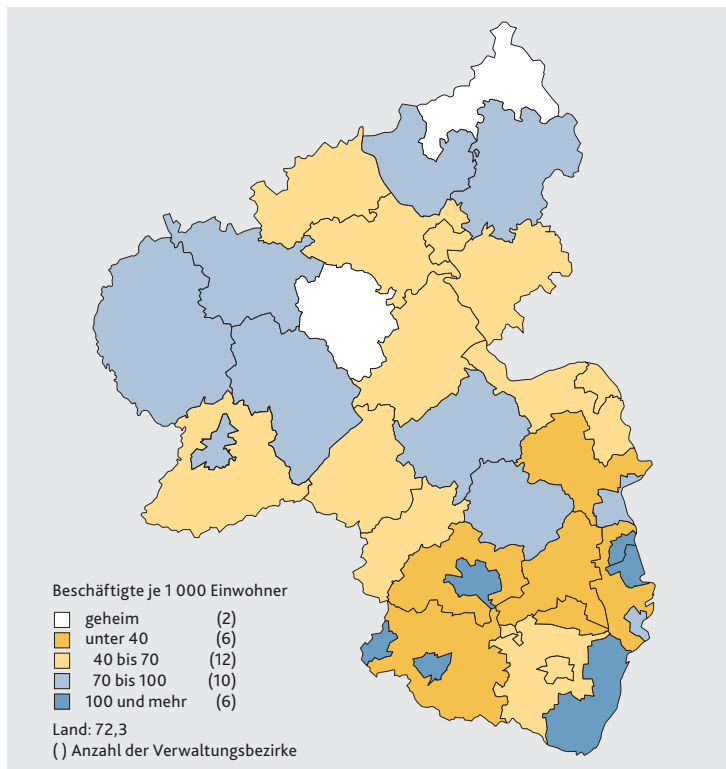 Beschäftigte je 1 000 Einwohner
geheim (2)
unter 40 (6)
40 bis 70 (12)
70 bis 100 (10)
100 und mehr (6)
Land: 72,3
( ) Anzahl der Verwaltungsbezirke